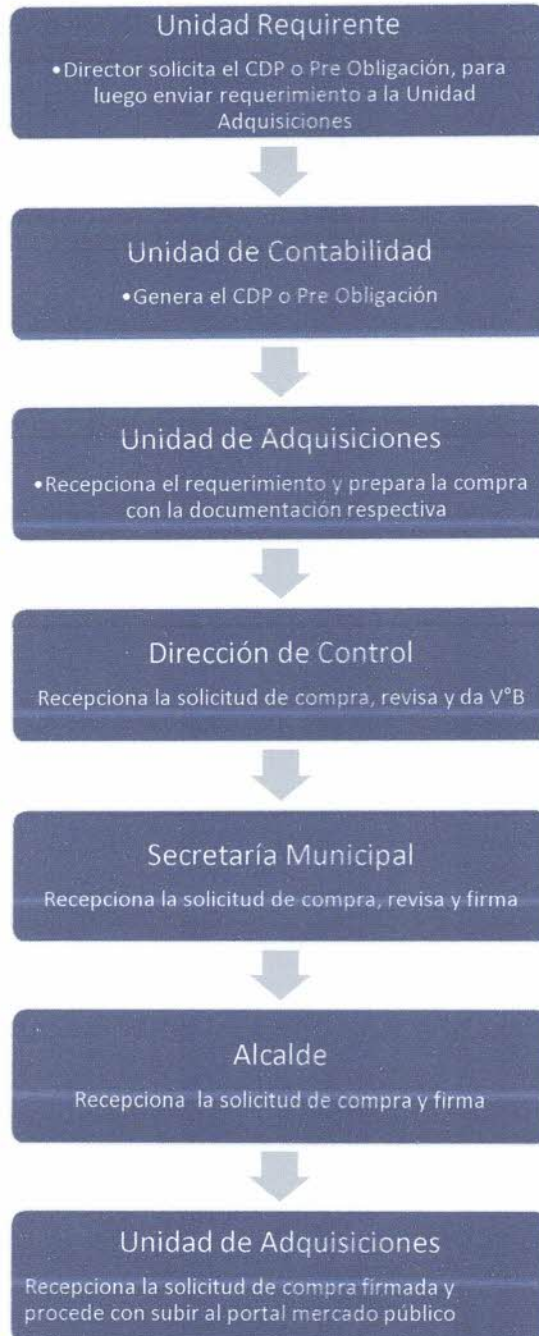 Unidad Requirente
•Director solicita el CDP o Pre Obligación, para
luego enviar requerimiento a la Unidad
Adquisiciones
Unidad de Contabilidad
•Genera el CDP o Pre Obligación
Unidad de Adquisiciones
•Recepciona el requerimiento y prepara la compra
con la documentación respectiva
Dirección de Control
Recepciona la solicitud de compra, revisa y da V°B
Secretaría Municipal
Recepciona la solicitud de compra, revisa y firma
Alcalde
Recepciona la solicitud de compra y firma
Unidad de Adquisiciones
Recepciona la solicitud de compra firmada y
procede con subir al portal mercado público